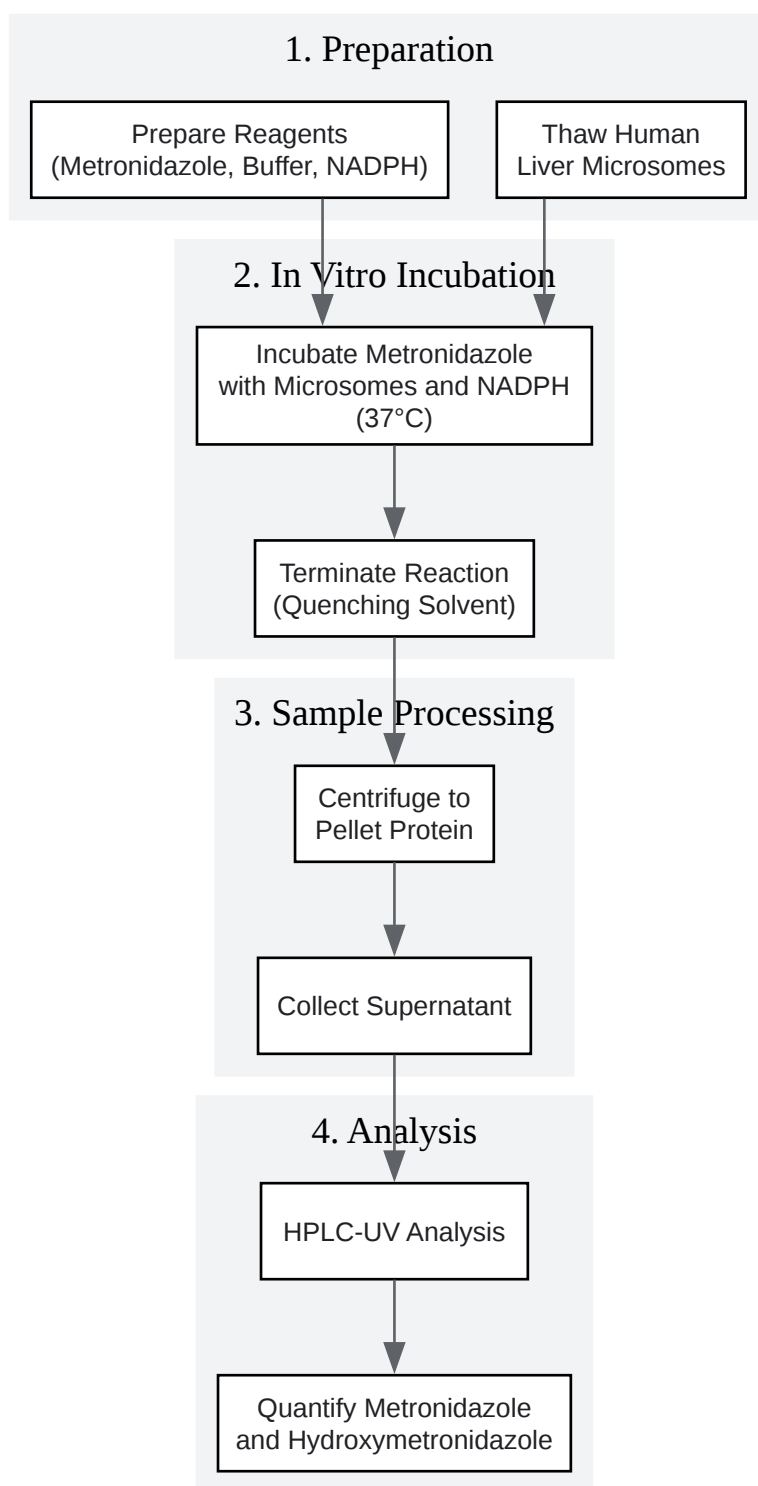 1. Preparation
Prepare Reagents
(Metronidazole, Buffer, NADPH)
Thaw Human
Liver Microsomes
2. In Vitro Incubation
Incubate Metronidazole
with Microsomes and NADPH
(37°C)
Terminate Reaction
(Quenching Solvent)
3. Sample Processing
Centrifuge to
Pellet Protein
Collect Supernatant
4. Analysis
HPLC-UV Analysis
Quantify Metronidazole
and Hydroxymetronidazole